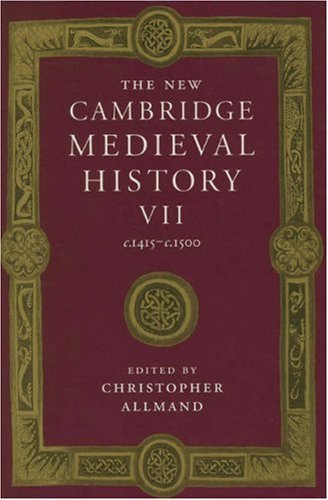 THE NEW
CAMBRIDGE
MEDIEVAL
HISTORY
VII
c.1415–c.1500
EDITED BY
CHRISTOPHER
ALLMAND